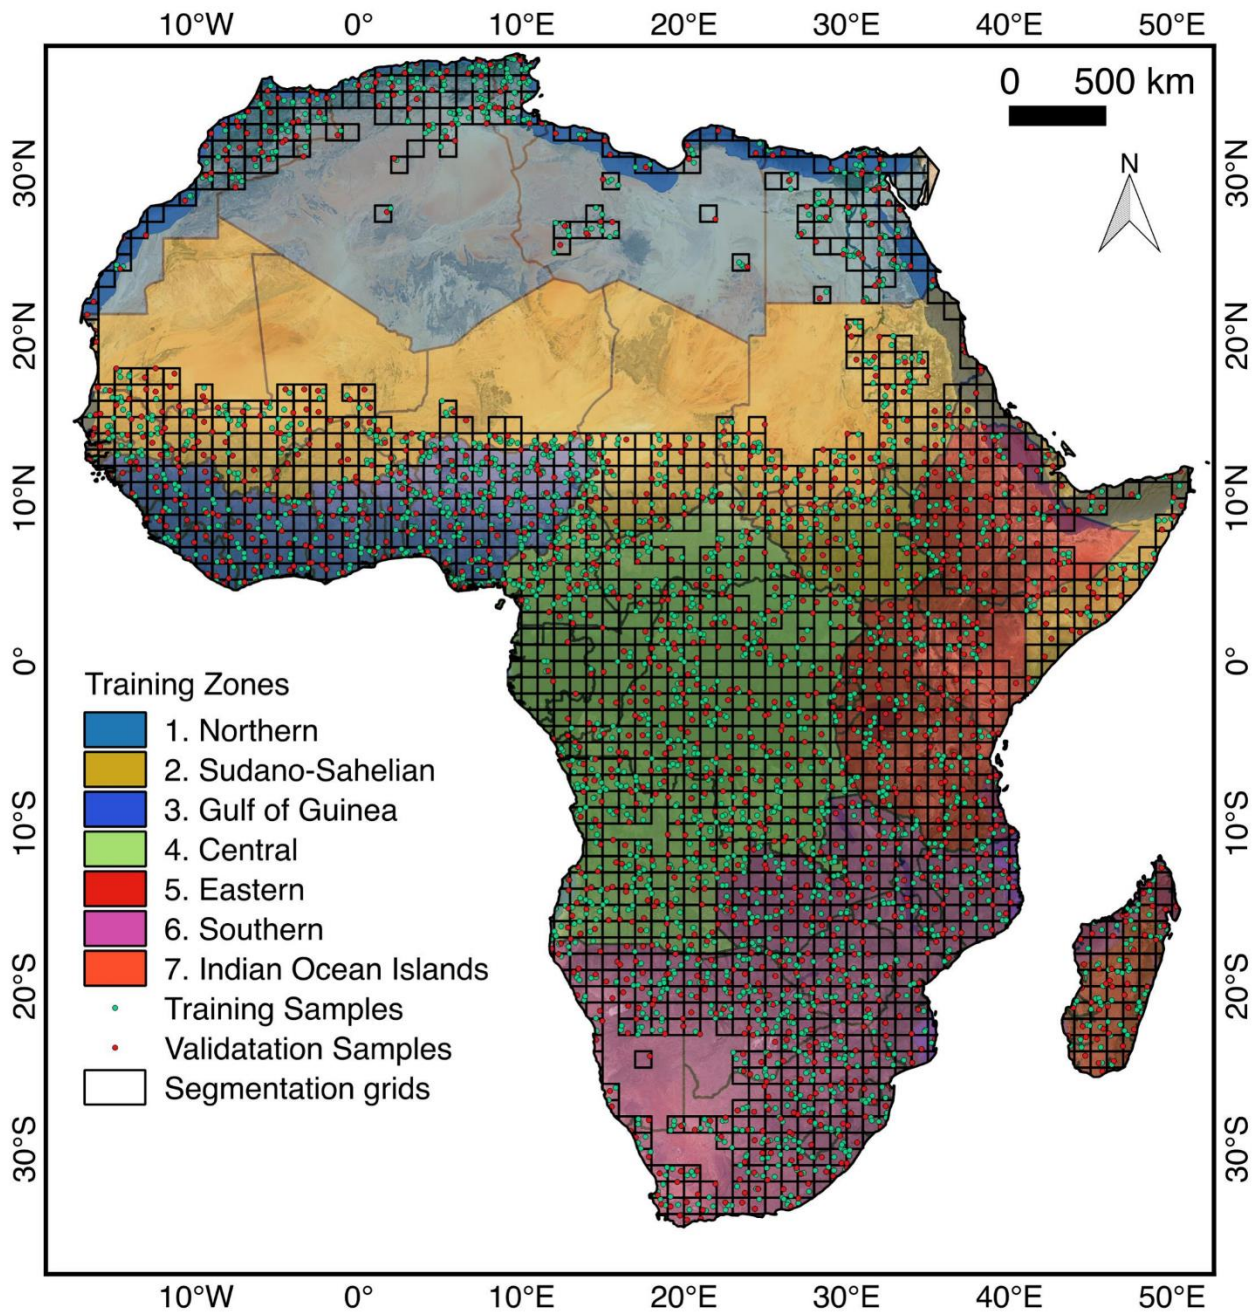 10°W 0° 10°E 20°E 30°E 40°E 50°E
0 500 km
N
30°N 30°N
20°N 20°N
10°N 10°N
0° 0°
Training Zones
1. Northern
2. Sudano-Sahelian
3. Gulf of Guinea
10°S 10°S
4. Central
5. Eastern
6. Southern
7. Indian Ocean Islands
20°S 20°S
Training Samples
Validatation Samples
Segmentation grids
30°S 30°S
10°W 0° 10°E 20°E 30°E 40°E 50°E